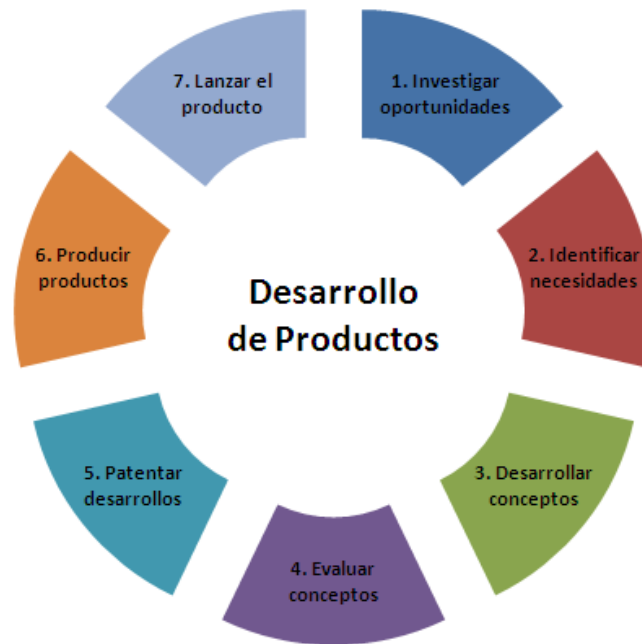 Desarrollo
de Productos
1. Investigar
oportunidades
2. Identificar
necesidades
3. Desarrollar
conceptos
4. Evaluar
conceptos
5. Patentar
desarrollos
6. Producir
productos
7. Lanzar el
producto